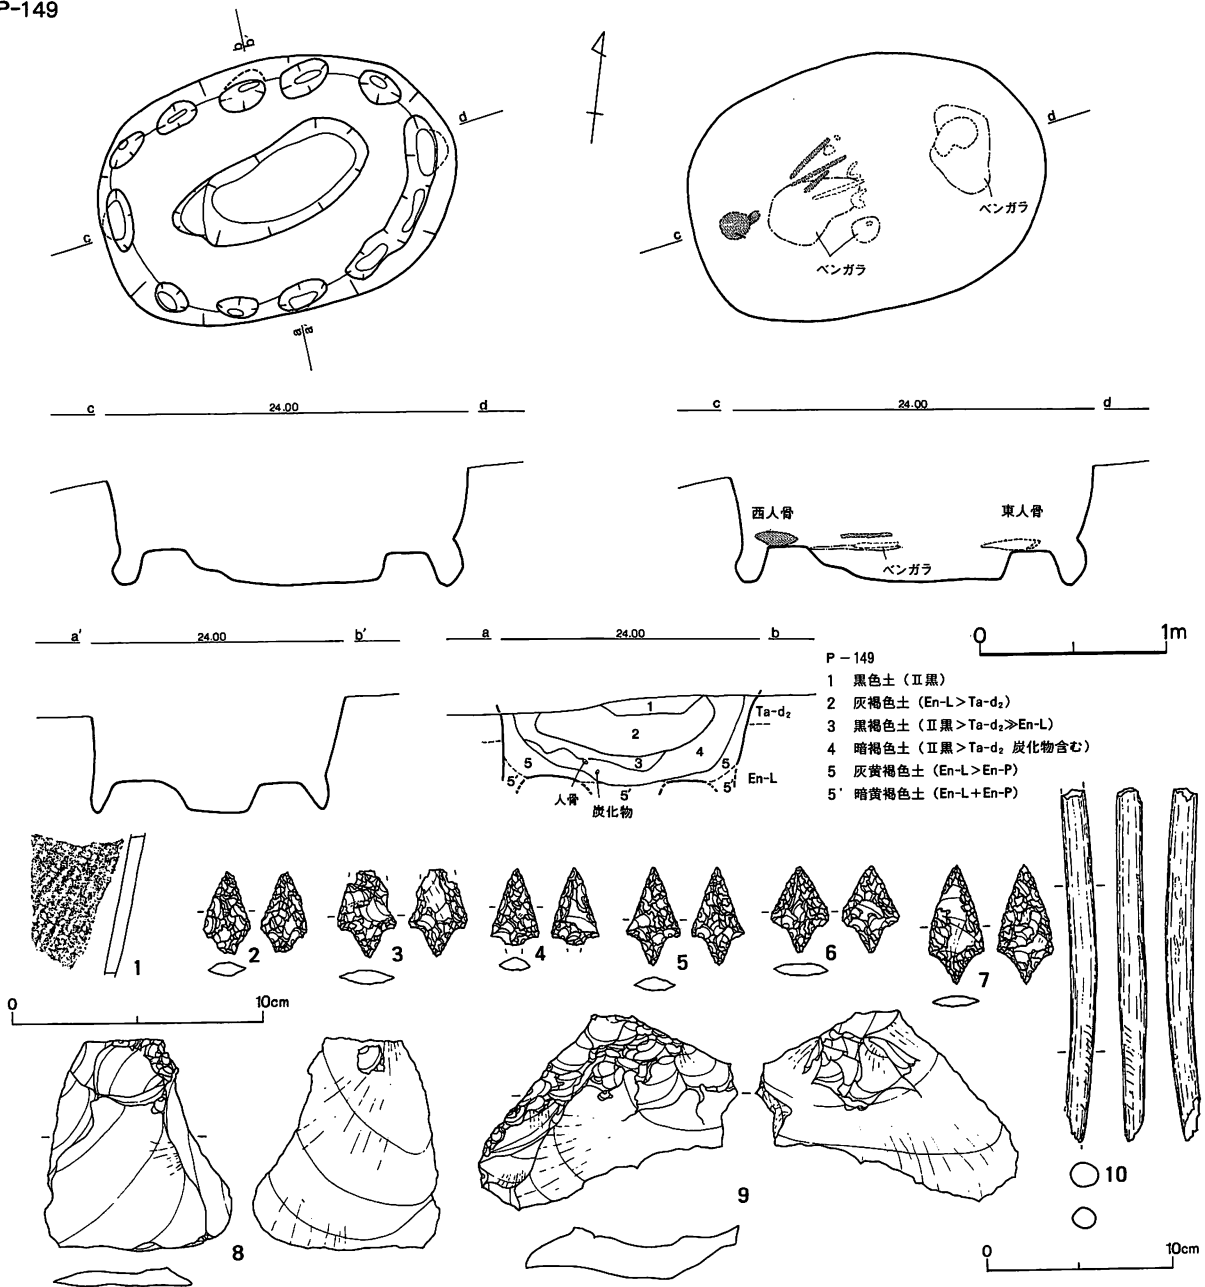 P-149
b b'
d
c
a a'
d
ベンガラ
c
ベンガラ
c 24.00 d
c 24.00 d
西人骨
東人骨
ベンガラ
a' 24.00 b'
a 24.00 b
0 1m
P-149
1 黒色土（Ⅱ黒）
2 灰褐色土（En-L>Ta-d₂）
3 黒褐色土（Ⅱ黒>Ta-d₂≫En-L）
4 暗褐色土（Ⅱ黒>Ta-d₂ 炭化物含む）
5 灰黄褐色土（En-L>En-P）
5' 暗黄褐色土（En-L+En-P）
1
Ta-d₂
2
4
3
5
5
En-L
5'
5'
5'
人骨
炭化物
1
2
3
4
5
6
7
0 10cm
8
9
10
0 10cm